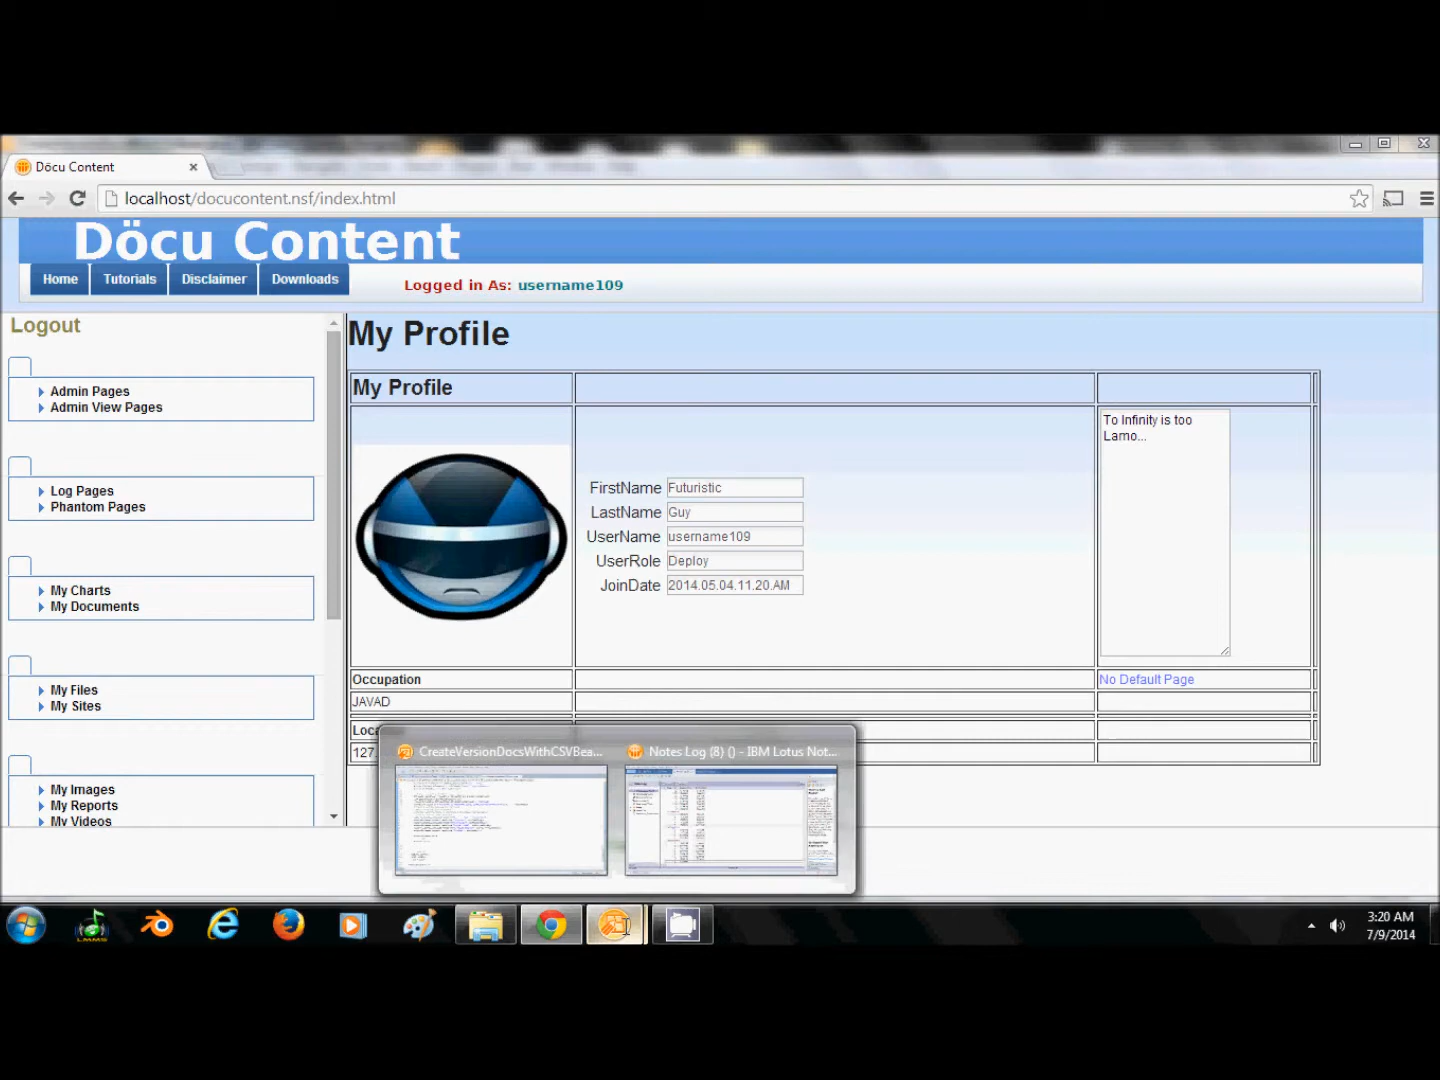 Döcu Content
localhost/docucontent.nsf/index.html
Döcu Content
Home Tutorials Disclaimer Downloads
Logged in As: username109
Logout
Admin Pages
Admin View Pages
Log Pages
Phantom Pages
My Charts
My Documents
My Files
My Sites
My Images
My Reports
My Videos
My Profile
My Profile
To Infinity is too
Lamo...
FirstName Futuristic
LastName Guy
UserName username109
UserRole Deploy
JoinDate 2014.05.04.11.20.AM
Occupation
No Default Page
JAVAD
127.
CreateVersionDocsWithCSVBea...
Notes Log (8) () - IBM Lotus Not...
LMMS
3:20 AM
7/9/2014